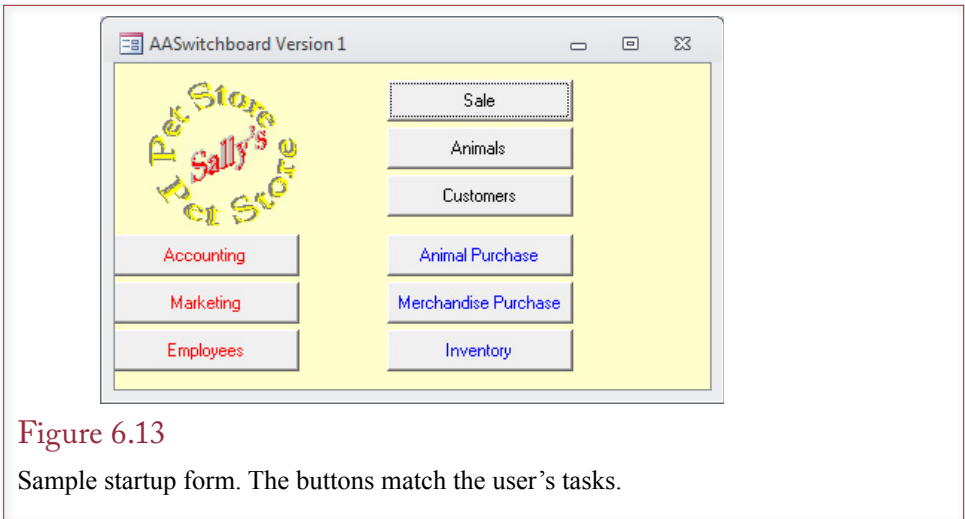 AASwitchboard Version 1
Pet Store
Sally's
Pet Store
Sale
Animals
Customers
Accounting
Animal Purchase
Marketing
Merchandise Purchase
Employees
Inventory
Figure 6.13
Sample startup form. The buttons match the user’s tasks.